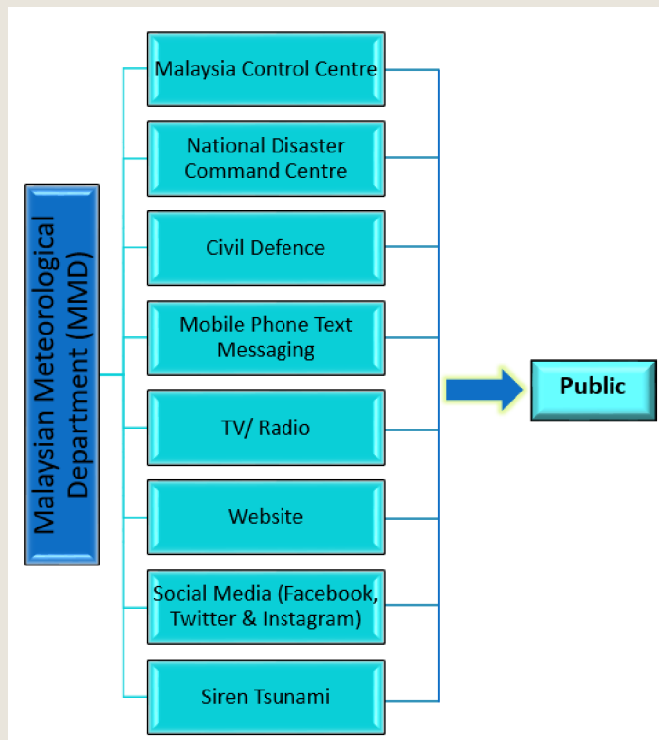 Malaysian Meteorological
Department (MMD)
Malaysia Control Centre
National Disaster
Command Centre
Civil Defence
Mobile Phone Text
Messaging
TV/ Radio
Website
Social Media (Facebook,
Twitter & Instagram)
Siren Tsunami
Public